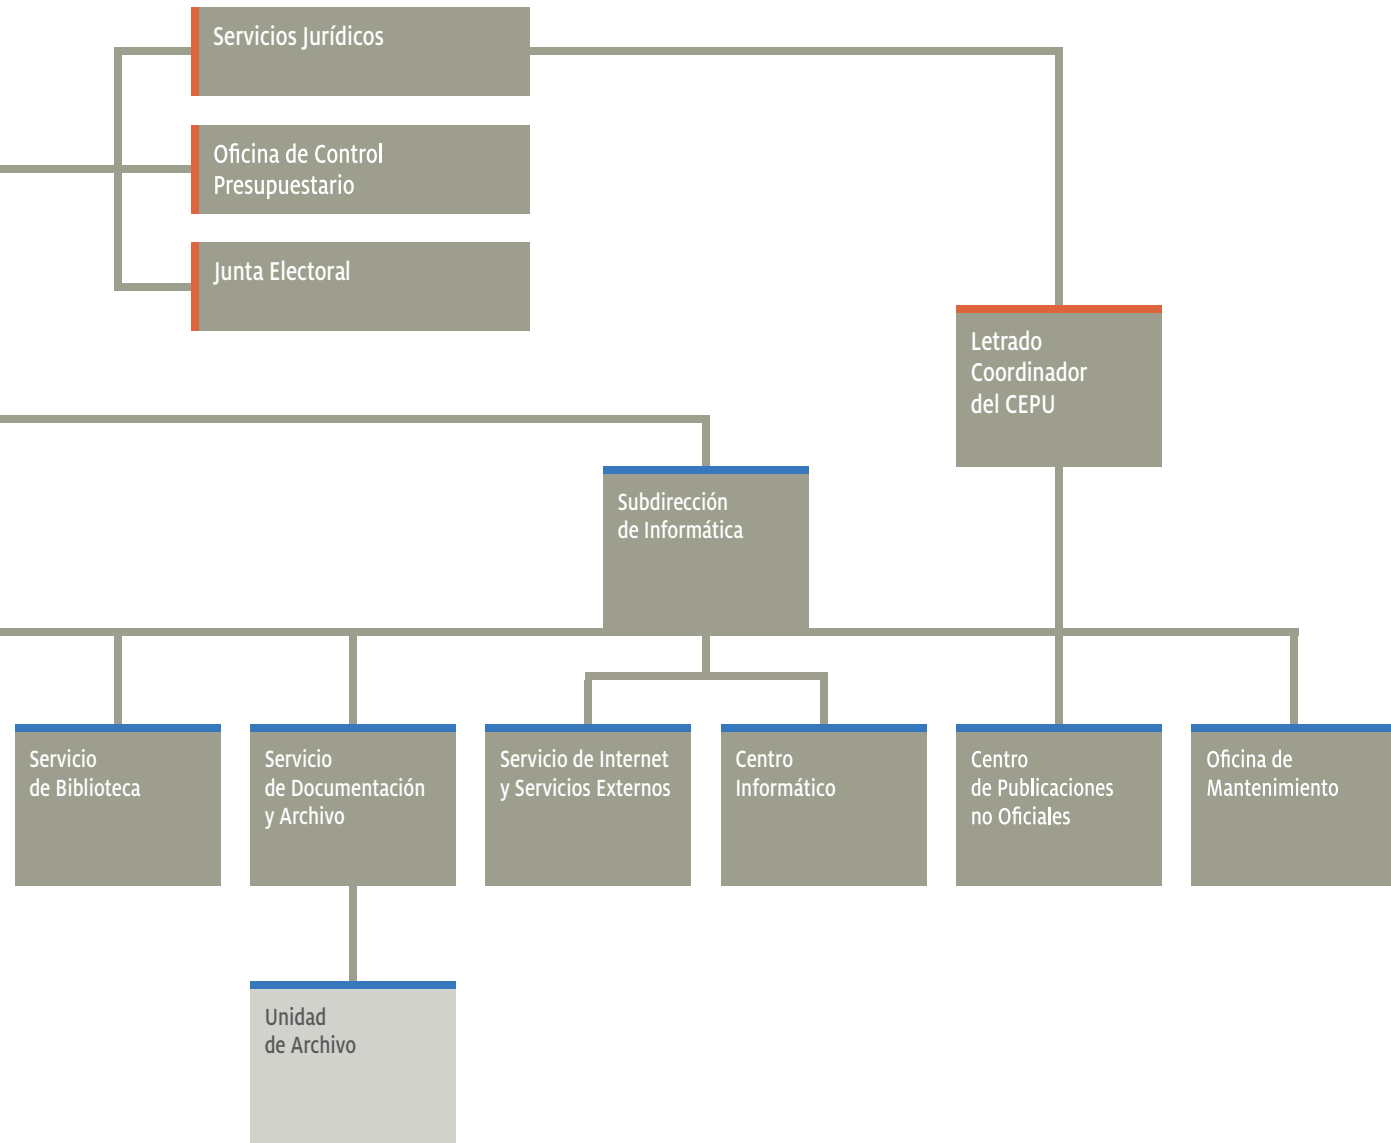 Servicios Jurídicos
Oficina de Control
Presupuestario
Junta Electoral
Letrado
Coordinador
del CEPU
Subdirección
de Informática
Servicio
de Biblioteca
Servicio
de Documentación
y Archivo
Servicio de Internet
y Servicios Externos
Centro
Informático
Centro
de Publicaciones
no Oficiales
Oficina de
Mantenimiento
Unidad
de Archivo